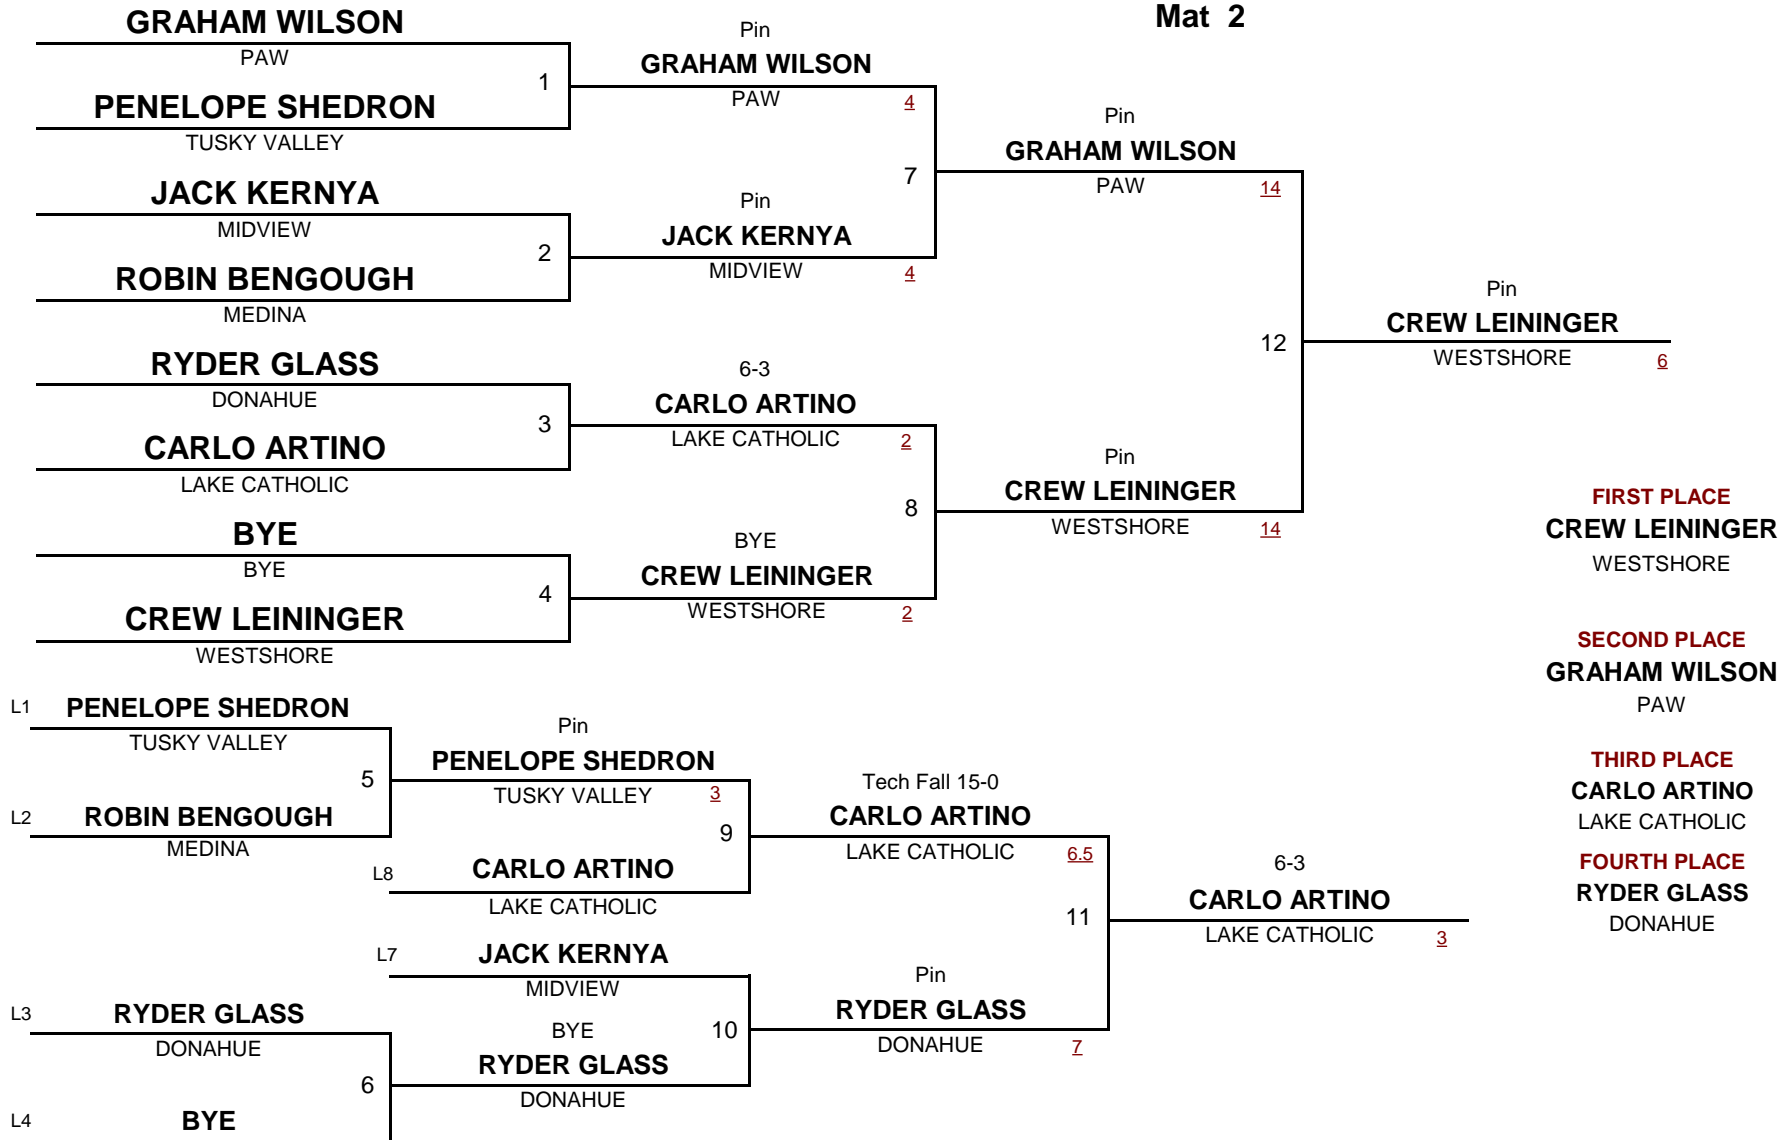 Mat 2
GRAHAM WILSON
PAW
1
PENELOPE SHEDRON
TUSKY VALLEY
JACK KERNYA
MIDVIEW
2
ROBIN BENGOUGH
MEDINA
RYDER GLASS
DONAHUE
3
CARLO ARTINO
LAKE CATHOLIC
BYE
BYE
4
CREW LEININGER
WESTSHORE
Pin
GRAHAM WILSON
PAW 4
7
Pin
JACK KERNYA
MIDVIEW 4
6-3
CARLO ARTINO
LAKE CATHOLIC 2
8
BYE
CREW LEININGER
WESTSHORE 2
Pin
GRAHAM WILSON
PAW 14
12
Pin
CREW LEININGER
WESTSHORE 14
Pin
CREW LEININGER
WESTSHORE 6
FIRST PLACE
CREW LEININGER
WESTSHORE
SECOND PLACE
GRAHAM WILSON
PAW
THIRD PLACE
CARLO ARTINO
LAKE CATHOLIC
FOURTH PLACE
RYDER GLASS
DONAHUE
L1 PENELOPE SHEDRON
TUSKY VALLEY
5
L2 ROBIN BENGOUGH
MEDINA
Pin
PENELOPE SHEDRON
TUSKY VALLEY 3
9
L8 CARLO ARTINO
LAKE CATHOLIC
L7 JACK KERNYA
MIDVIEW
10
BYE
RYDER GLASS
DONAHUE
L3 RYDER GLASS
DONAHUE
6
L4 BYE
Tech Fall 15-0
CARLO ARTINO
LAKE CATHOLIC 6.5
11
Pin
RYDER GLASS
DONAHUE 7
6-3
CARLO ARTINO
LAKE CATHOLIC 3